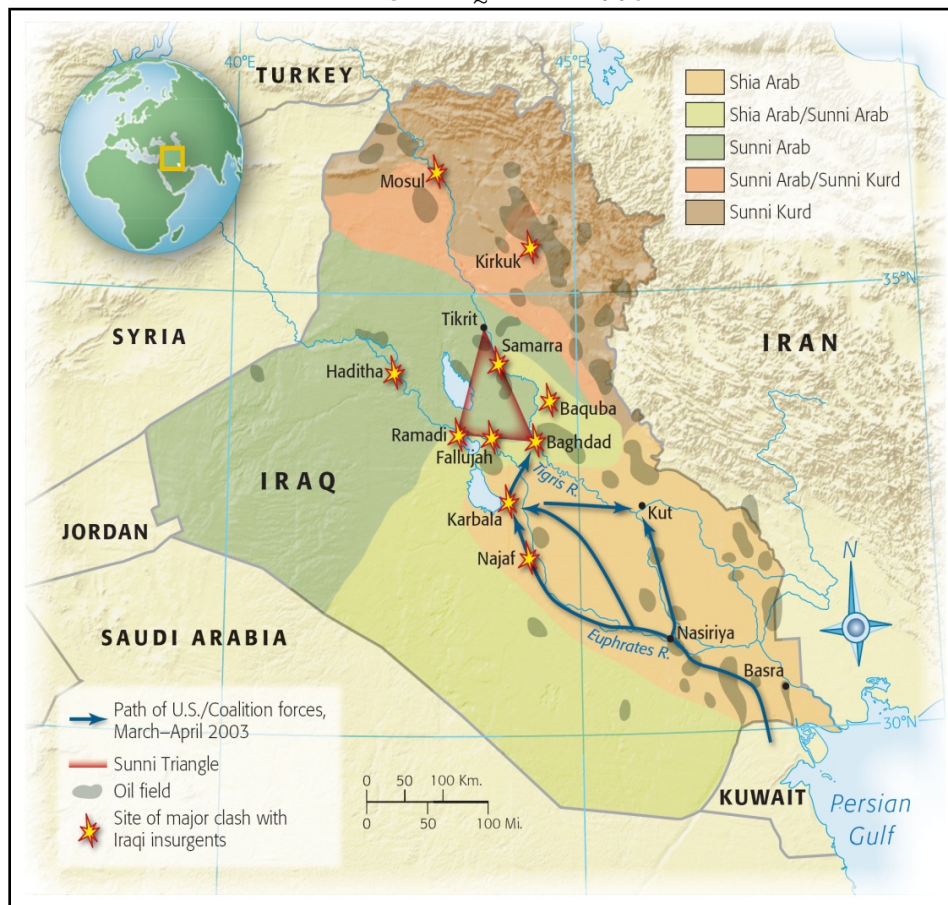 40°E
45°E
TURKEY
Shia Arab
Shia Arab/Sunni Arab
Sunni Arab
Sunni Arab/Sunni Kurd
Sunni Kurd
Mosul
Kirkuk
35°N
SYRIA
Tikrit
Samarra
IRAN
Haditha
Baquba
Ramadi
Fallujah
Baghdad
IRAQ
Tigris R.
Karbala
Kut
JORDAN
Najaf
N
SAUDI ARABIA
Euphrates R.
Nasiriya
Basra
Path of U.S./Coalition forces,
March–April 2003
30°N
Sunni Triangle
Oil field
Site of major clash with
Iraqi insurgents
0 50 100 Km.
0 50 100 Mi.
KUWAIT
Persian
Gulf